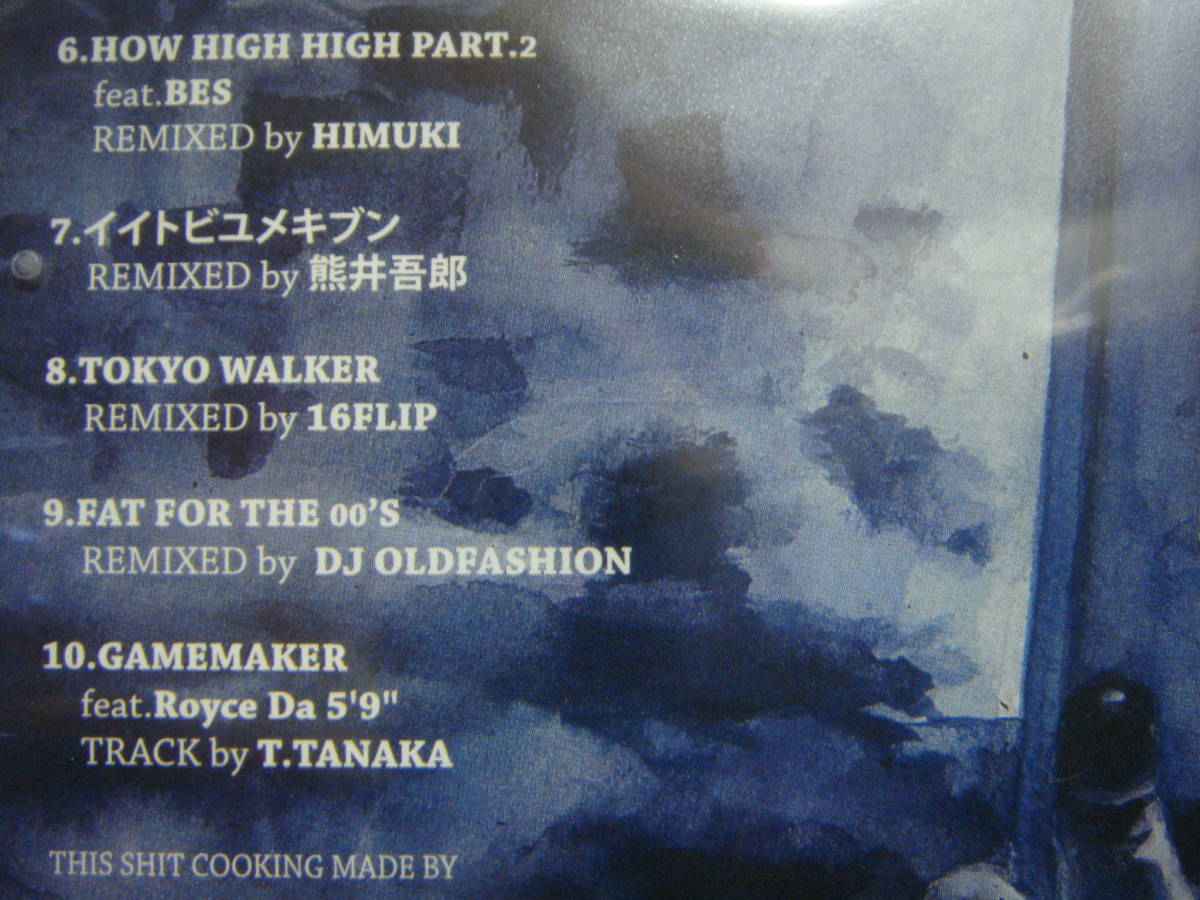 6.HOW HIGH HIGH PART.2
feat.BES
REMIXED by HIMUKI
7.イイトビユメキブン
REMIXED by 熊井吾郎
8.TOKYO WALKER
REMIXED by 16FLIP
9.FAT FOR THE 00’S
REMIXED by DJ OLDFASHION
10.GAMEMAKER
feat.Royce Da 5'9"
TRACK by T.TANAKA
THIS SHIT COOKING MADE BY